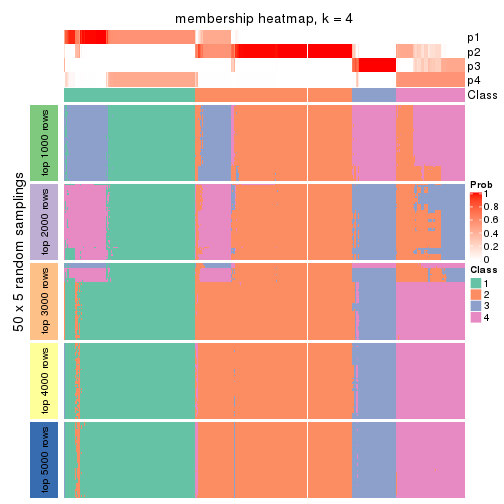 membership heatmap, k = 4
p1
p2
p3
p4
Class
50 x 5 random samplings
top 1000 rows
top 2000 rows
top 3000 rows
top 4000 rows
top 5000 rows
Prob
1
0.8
0.6
0.4
0.2
0
Class
1
2
3
4